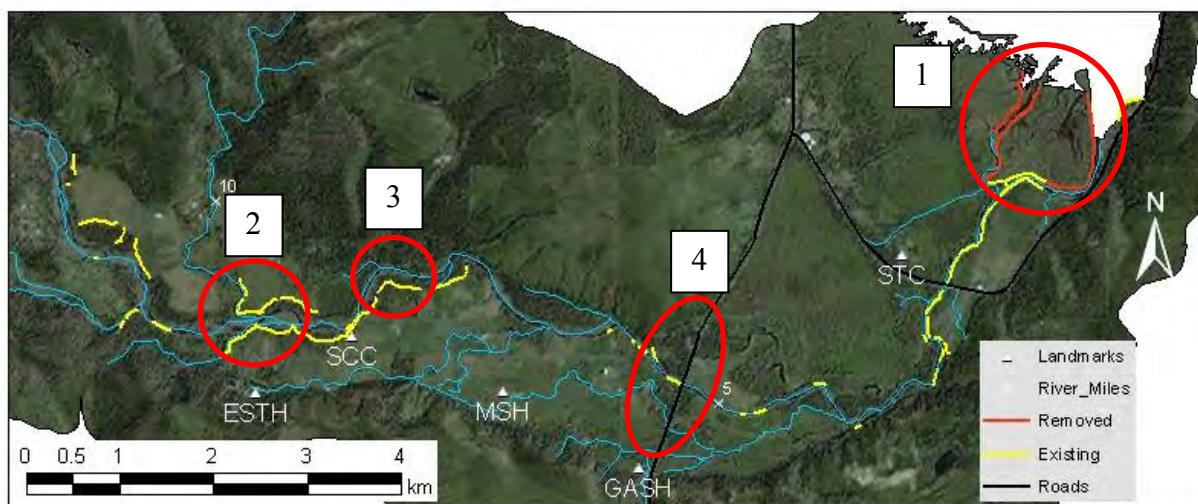 1
10
2
3
4
N
STC
SCC
5
ESTH
MSH
GASH
0 0.5 1 2 3 4
km
Landmarks
River_Miles
Removed
Existing
Roads